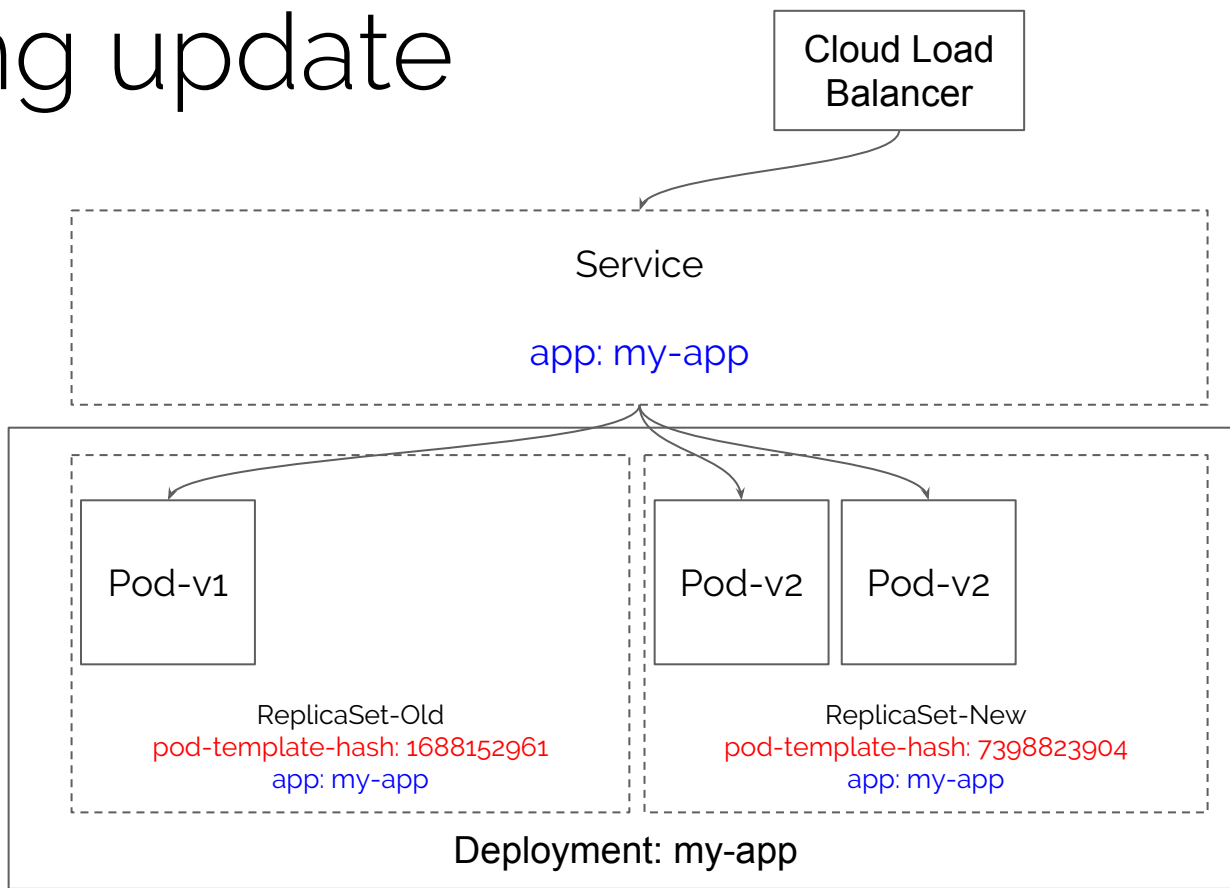 ng update
Cloud Load
Balancer
Service
app: my-app
Pod-v1
Pod-v2
Pod-v2
ReplicaSet-Old
pod-template-hash: 1688152961
app: my-app
ReplicaSet-New
pod-template-hash: 7398823904
app: my-app
Deployment: my-app